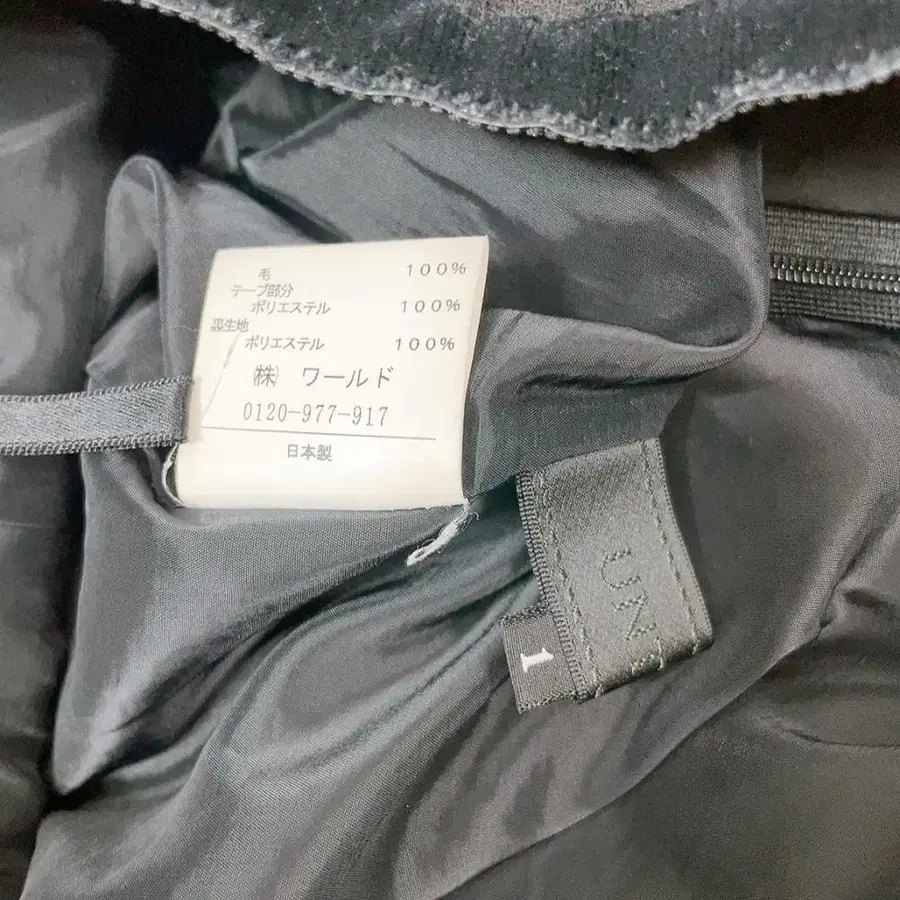 毛 100%
テープ部分
ポリエステル 100%
裏生地
ポリエステル 100%
㈱ ワールド
0120-977-917
日本製
UN
1